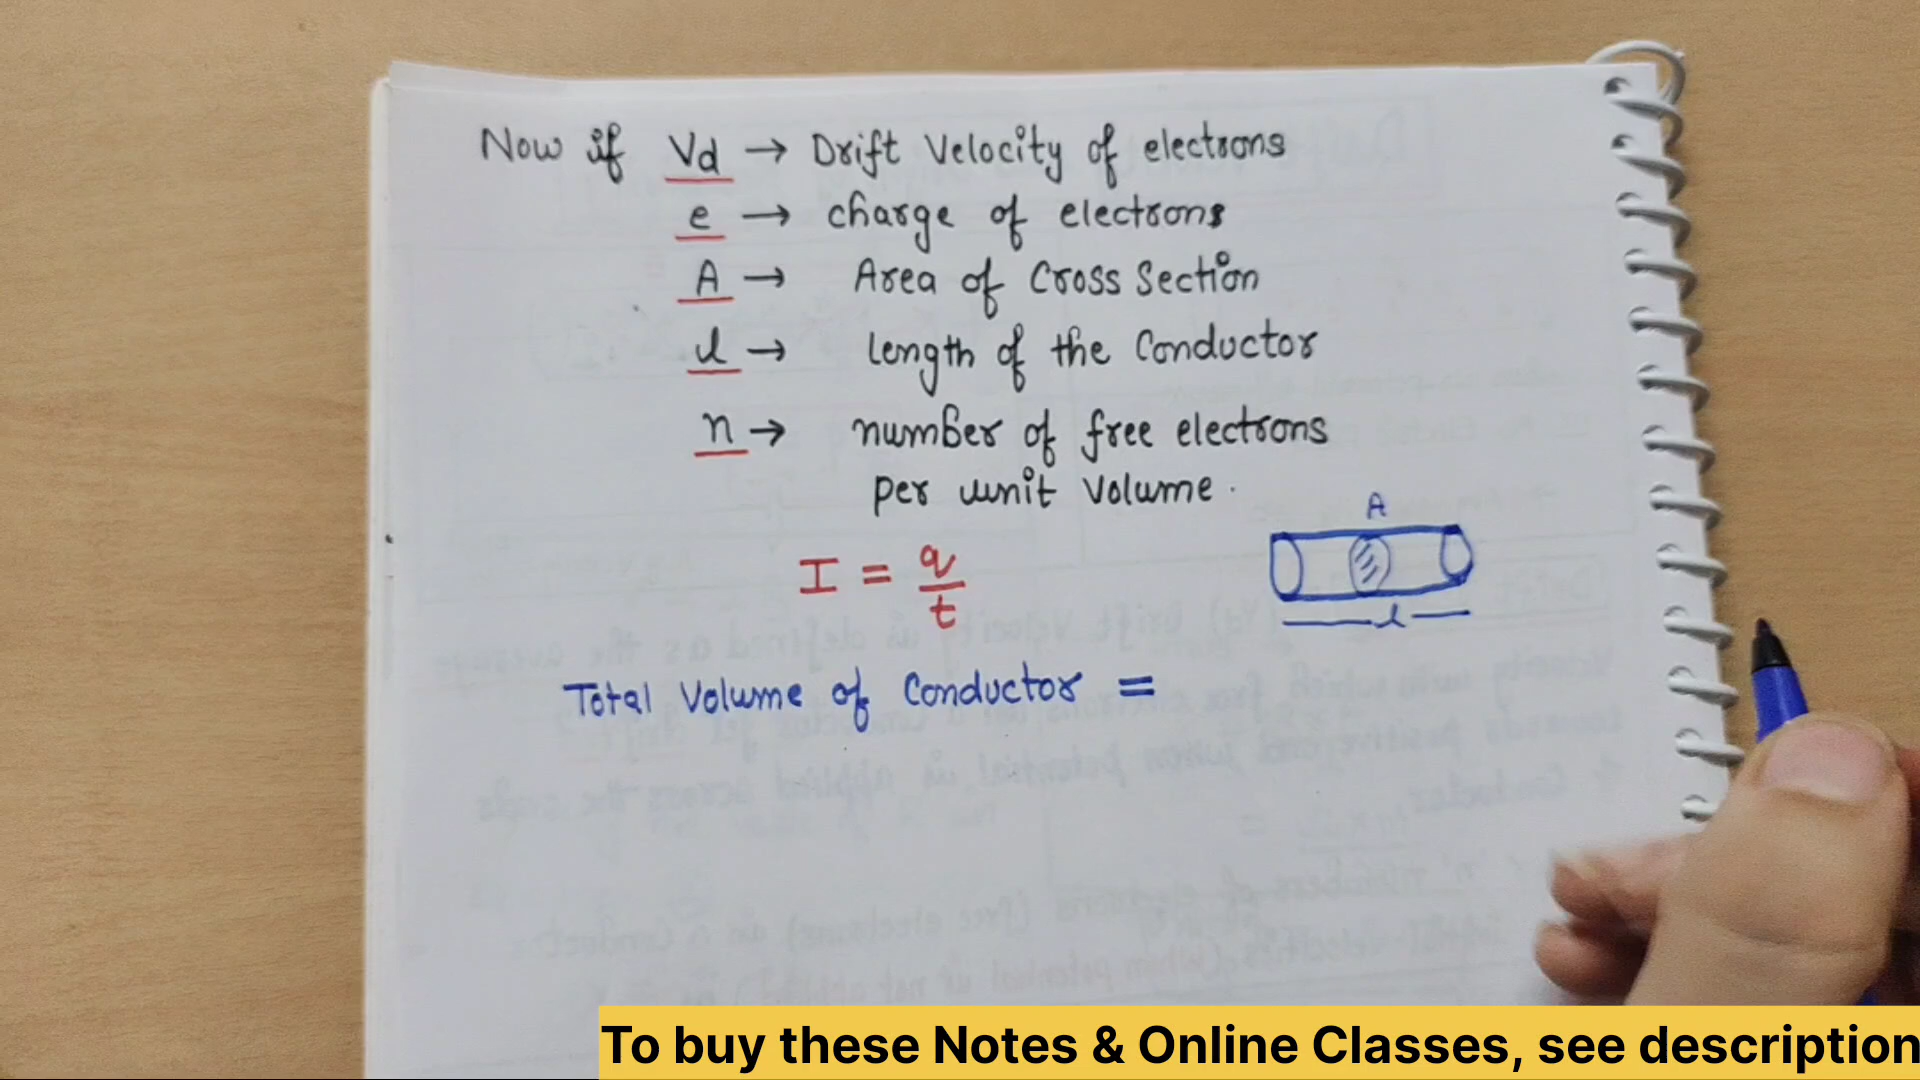 Now if Vd → Drift Velocity of electrons
e → charge of electrons
A → Area of Cross Section
l → length of the Conductor
n → number of free electrons
per unit Volume.
A
I = q/t
l
Total Volume of Conductor =
To buy these Notes & Online Classes, see description